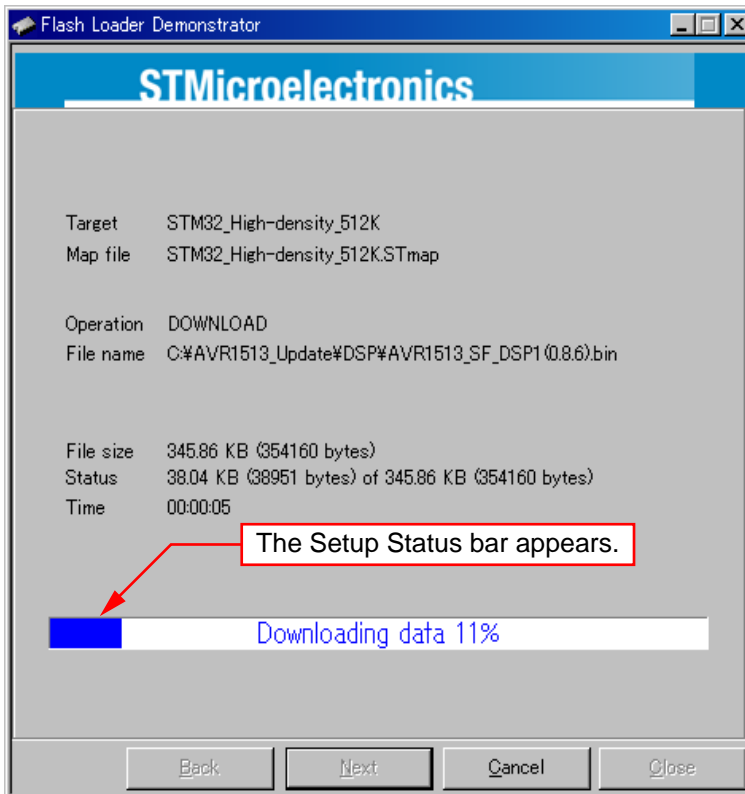 Flash Loader Demonstrator
STMicroelectronics
Target STM32_High-density_512K
Map file STM32_High-density_512K.STmap
Operation DOWNLOAD
File name C:¥AVR1513_Update¥DSP¥AVR1513_SF_DSP1(0.8.6).bin
File size 345.86 KB (354160 bytes)
Status 38.04 KB (38951 bytes) of 345.86 KB (354160 bytes)
Time 00:00:05
The Setup Status bar appears.
Downloading data 11%
Back Next Cancel Close